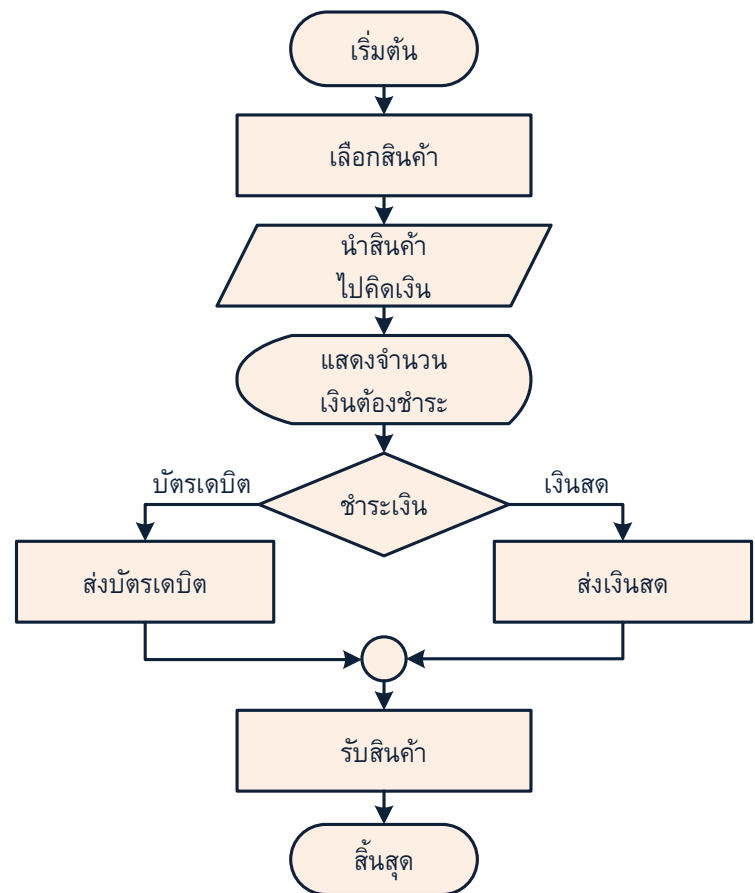 เริ่มต้น
เลือกสินค้า
นำสินค้า
ไปคิดเงิน
แสดงจำนวน
เงินต้องชำระ
บัตรเดบิต
ชำระเงิน
เงินสด
ส่งบัตรเดบิต
ส่งเงินสด
รับสินค้า
สิ้นสุด